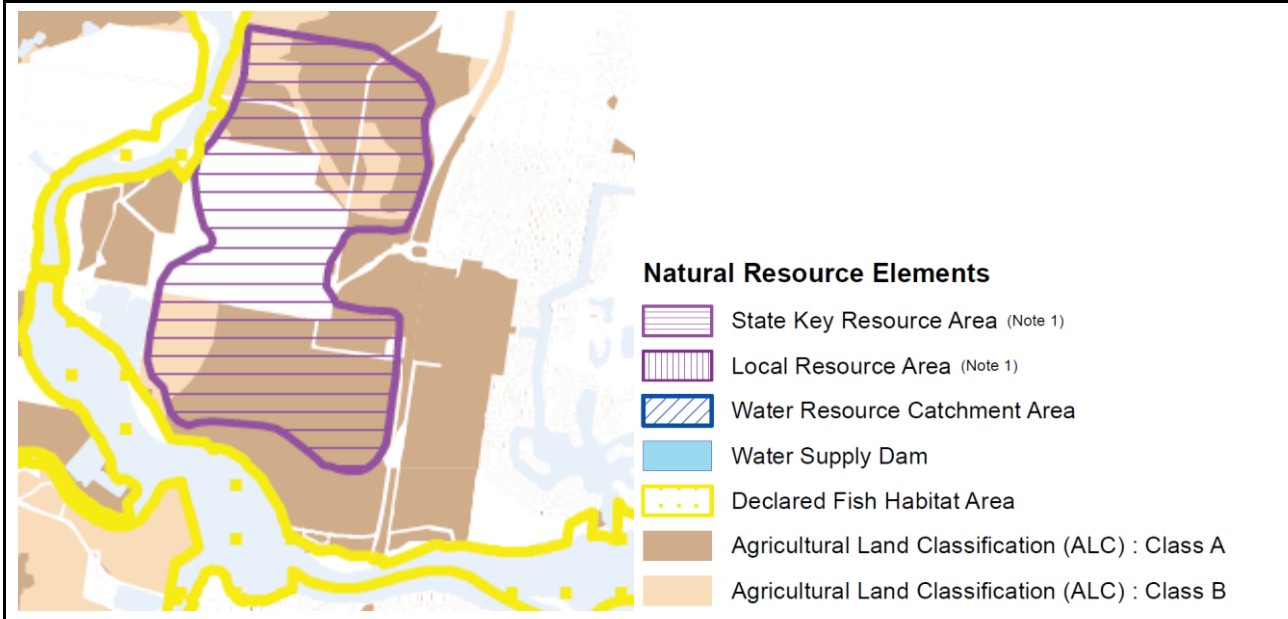 Natural Resource Elements
State Key Resource Area (Note 1)
Local Resource Area (Note 1)
Water Resource Catchment Area
Water Supply Dam
Declared Fish Habitat Area
Agricultural Land Classification (ALC) : Class A
Agricultural Land Classification (ALC) : Class B